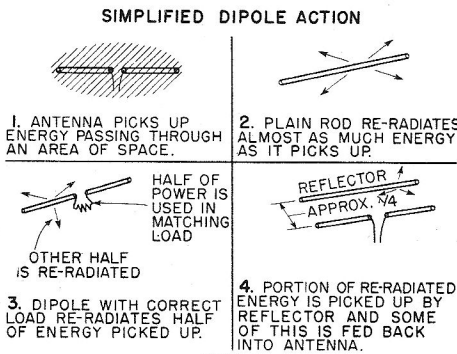 SIMPLIFIED DIPOLE ACTION
1. ANTENNA PICKS UP
ENERGY PASSING THROUGH
AN AREA OF SPACE.
2. PLAIN ROD RE-RADIATES
ALMOST AS MUCH ENERGY
AS IT PICKS UP.
HALF OF
POWER IS
USED IN
MATCHING
LOAD
OTHER HALF
IS RE-RADIATED
3. DIPOLE WITH CORRECT
LOAD RE-RADIATES HALF
OF ENERGY PICKED UP.
REFLECTOR
APPROX. λ/4
4. PORTION OF RE-RADIATED
ENERGY IS PICKED UP BY
REFLECTOR AND SOME
OF THIS IS FED BACK
INTO ANTENNA.